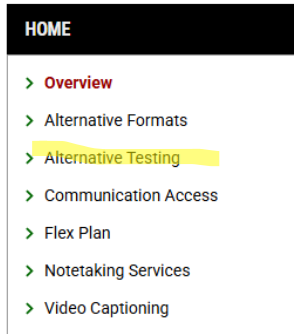 HOME
Overview
Alternative Formats
Alternative Testing
Communication Access
Flex Plan
Notetaking Services
Video Captioning